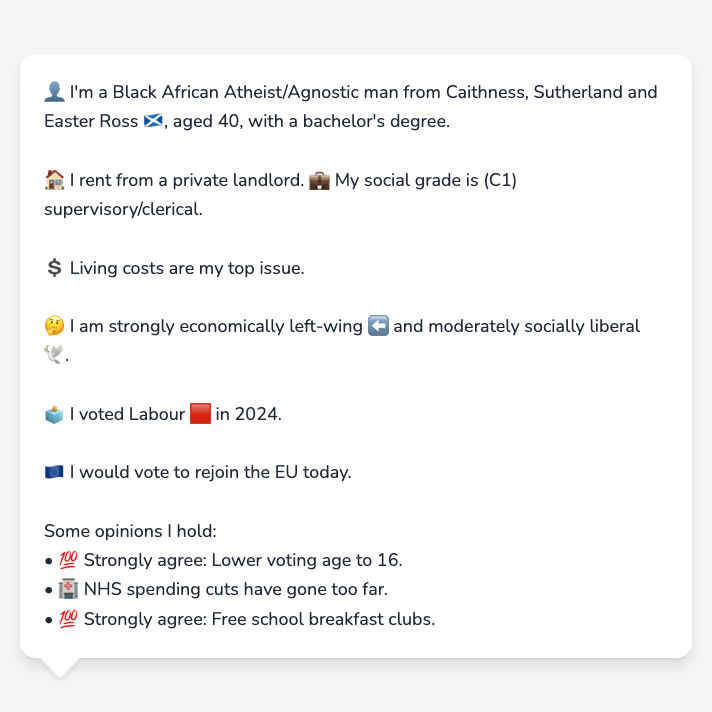 👤 I'm a Black African Atheist/Agnostic man from Caithness, Sutherland and
Easter Ross 🏴󠁧󠁢󠁳󠁣󠁴󠁿, aged 40, with a bachelor's degree.
🏠 I rent from a private landlord. 💼 My social grade is (C1)
supervisory/clerical.
💲 Living costs are my top issue.
🤔 I am strongly economically left-wing ⬅️ and moderately socially liberal
🕊️.
🗳️ I voted Labour 🟥 in 2024.
🇪🇺 I would vote to rejoin the EU today.
Some opinions I hold:
• 💯 Strongly agree: Lower voting age to 16.
• 🏥 NHS spending cuts have gone too far.
• 💯 Strongly agree: Free school breakfast clubs.